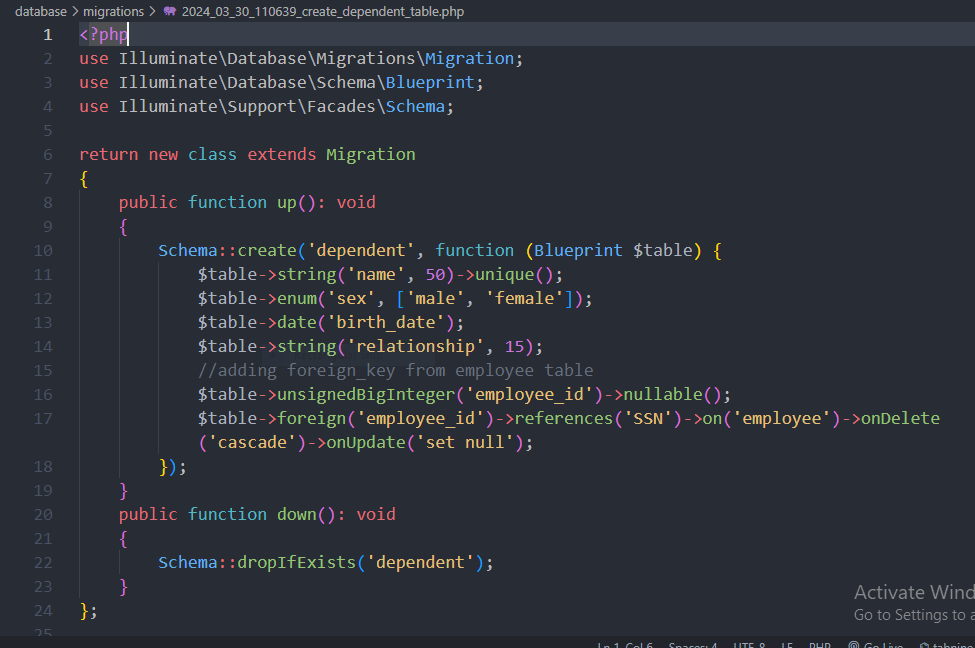 database > migrations > 2024_03_30_110639_create_dependent_table.php
1 <?php
2 use Illuminate\Database\Migrations\Migration;
3 use Illuminate\Database\Schema\Blueprint;
4 use Illuminate\Support\Facades\Schema;
5
6 return new class extends Migration
7 {
8     public function up(): void
9     {
10         Schema::create('dependent', function (Blueprint $table) {
11             $table->string('name', 50)->unique();
12             $table->enum('sex', ['male', 'female']);
13             $table->date('birth_date');
14             $table->string('relationship', 15);
15             //adding foreign_key from employee table
16             $table->unsignedBigInteger('employee_id')->nullable();
17             $table->foreign('employee_id')->references('SSN')->on('employee')->onDelete
             ('cascade')->onUpdate('set null');
18         });
19     }
20     public function down(): void
21     {
22         Schema::dropIfExists('dependent');
23     }
24 };
25
Activate Wind
Go to Settings to a
Ln 1, Col 6 Spaces: 4 UTF-8 LF PHP Go Live tabnine